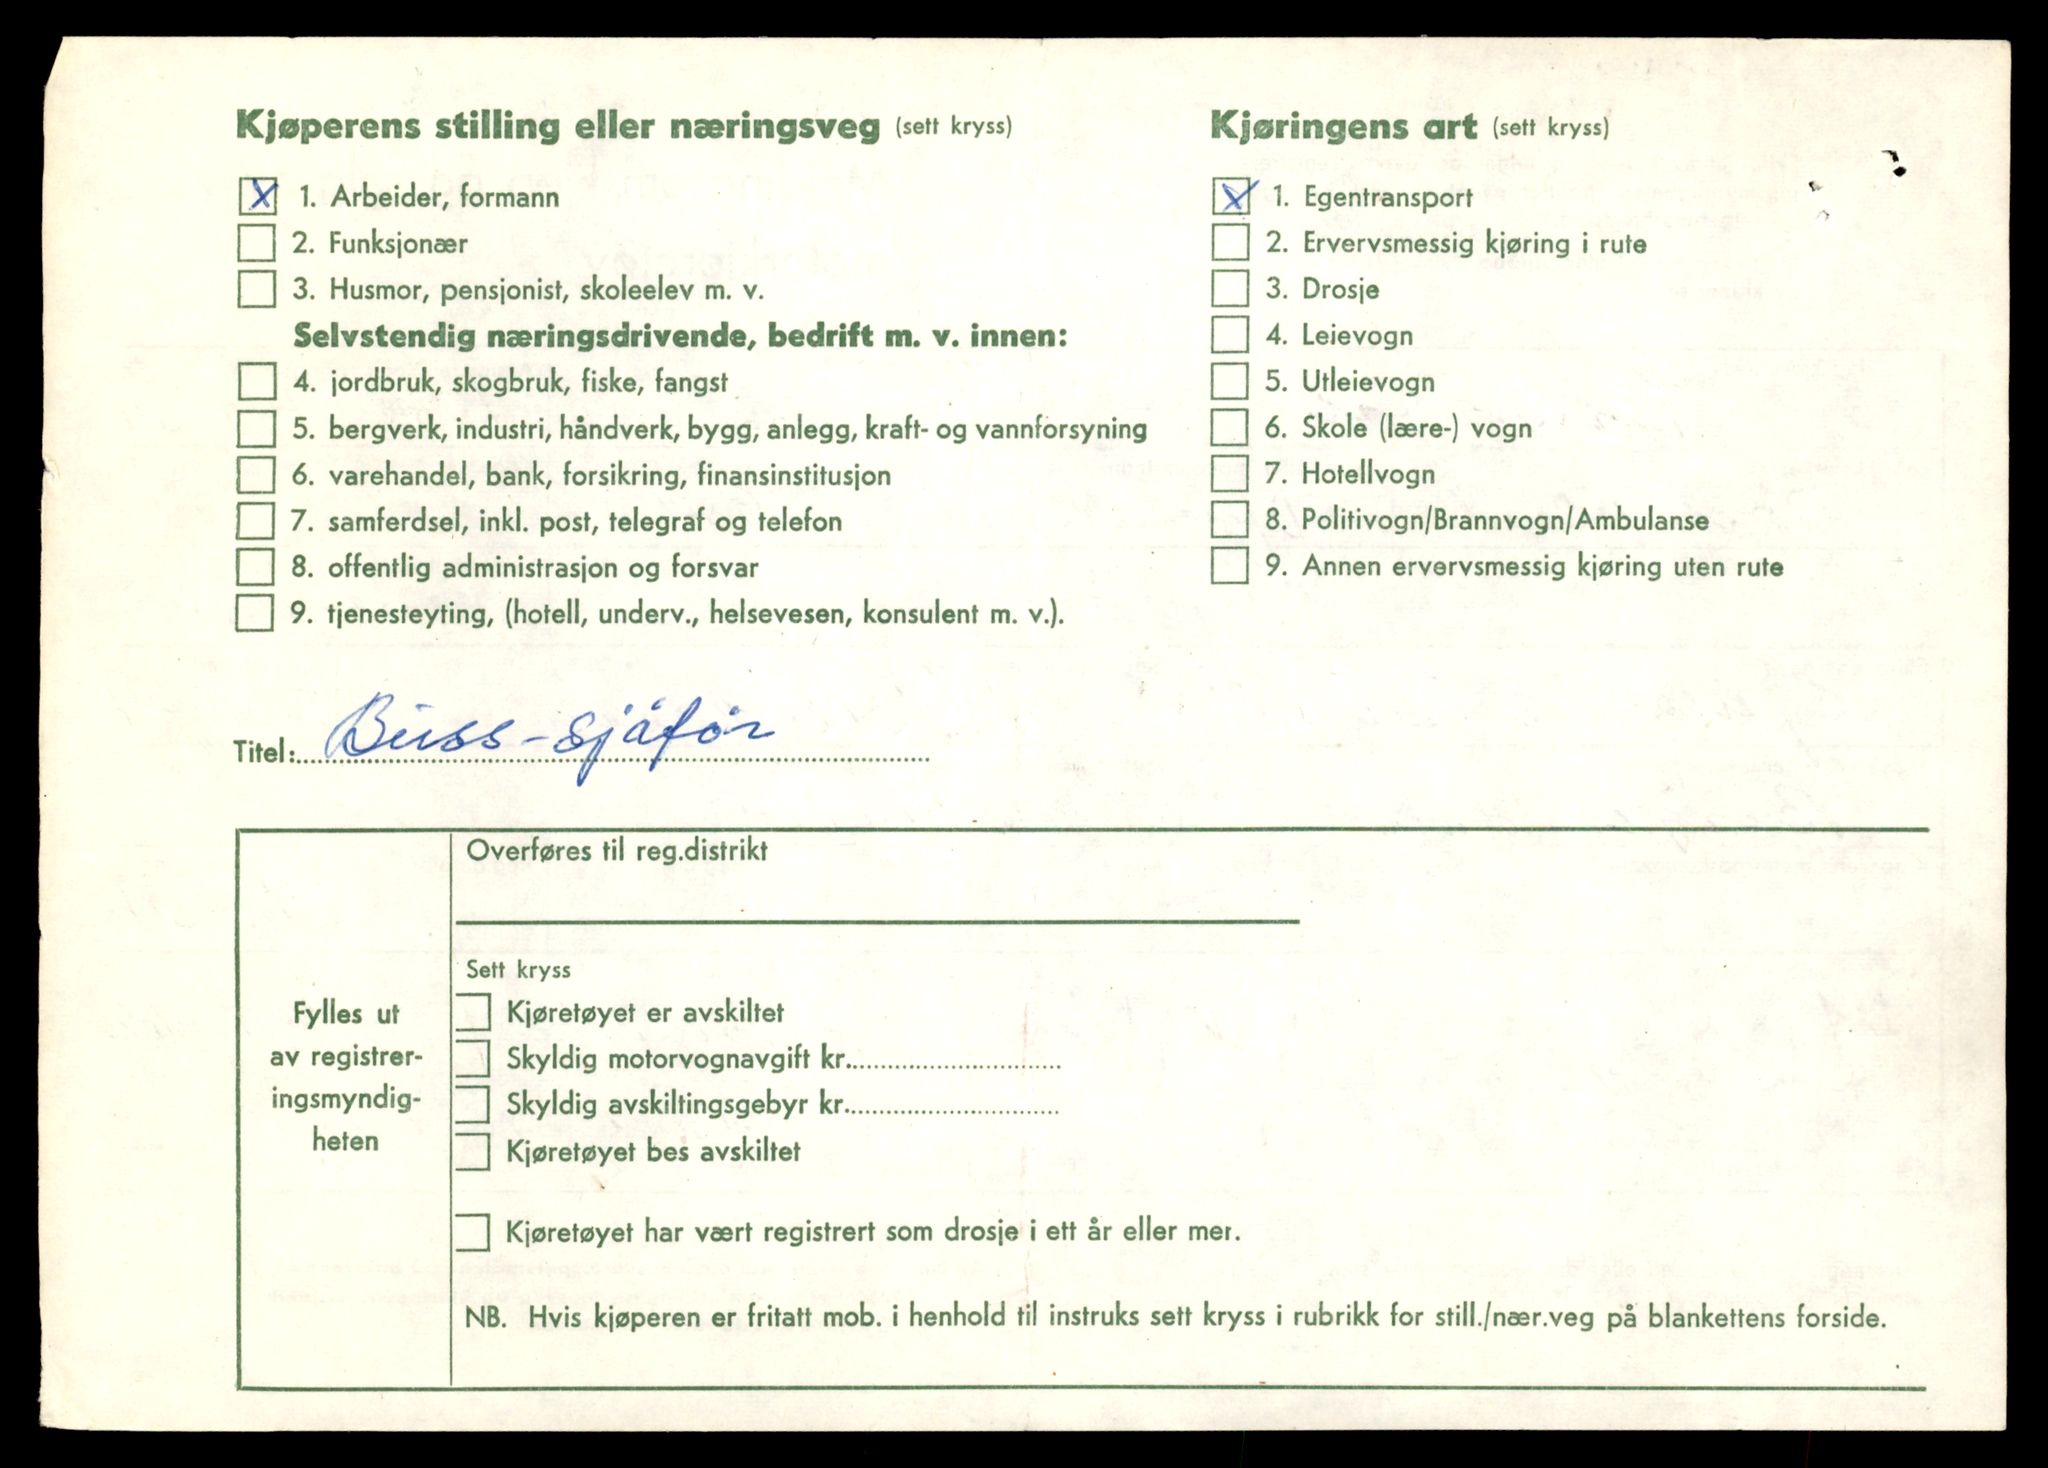 Kjøperens stilling eller næringsveg (sett kryss)
X 1. Arbeider, formann
2. Funksjonær
3. Husmor, pensjonist, skoleelev m. v.
Selvstendig næringsdrivende, bedrift m. v. innen:
4. jordbruk, skogbruk, fiske, fangst
5. bergverk, industri, håndverk, bygg, anlegg, kraft- og vannforsyning
6. varehandel, bank, forsikring, finansinstitusjon
7. samferdsel, inkl. post, telegraf og telefon
8. offentlig administrasjon og forsvar
9. tjenesteyting, (hotell, underv., helsevesen, konsulent m. v.).
Kjøringens art (sett kryss)
X 1. Egentransport
2. Ervervsmessig kjøring i rute
3. Drosje
4. Leievogn
5. Utleievogn
6. Skole (lære-) vogn
7. Hotellvogn
8. Politivogn/Brannvogn/Ambulanse
9. Annen ervervsmessig kjøring uten rute
Titel: Buss-sjåfør
Fylles ut
av registrer-
ingsmyndig-
heten
Overføres til reg.distrikt
Sett kryss
Kjøretøyet er avskiltet
Skyldig motorvognavgift kr.
Skyldig avskiltingsgebyr kr.
Kjøretøyet bes avskiltet
Kjøretøyet har vært registrert som drosje i ett år eller mer.
NB. Hvis kjøperen er fritatt mob. i henhold til instruks sett kryss i rubrikk for still./nær.veg på blankettens forside.